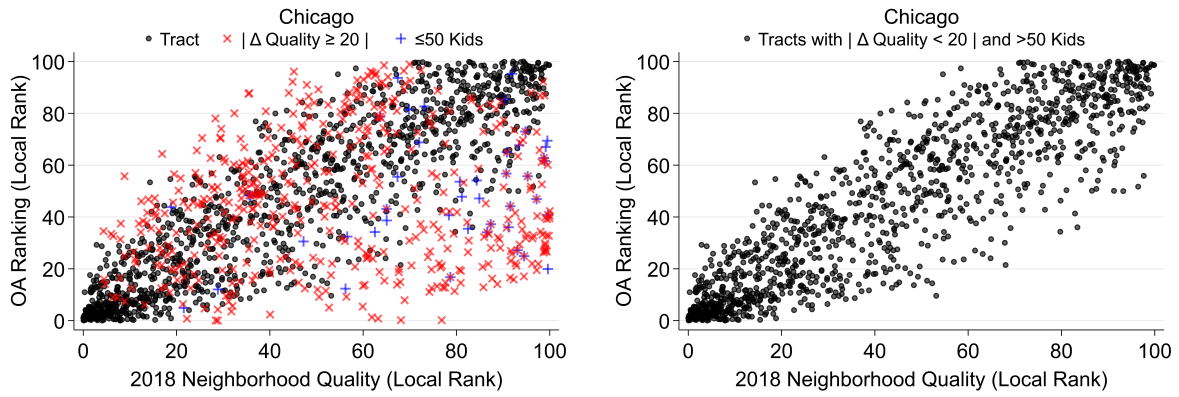 Chicago
Tract | Δ Quality ≥ 20 | ≤50 Kids
OA Ranking (Local Rank)
100
80
60
40
20
0
0 20 40 60 80 100
2018 Neighborhood Quality (Local Rank)
Chicago
Tracts with | Δ Quality < 20 | and >50 Kids
OA Ranking (Local Rank)
100
80
60
40
20
0
0 20 40 60 80 100
2018 Neighborhood Quality (Local Rank)